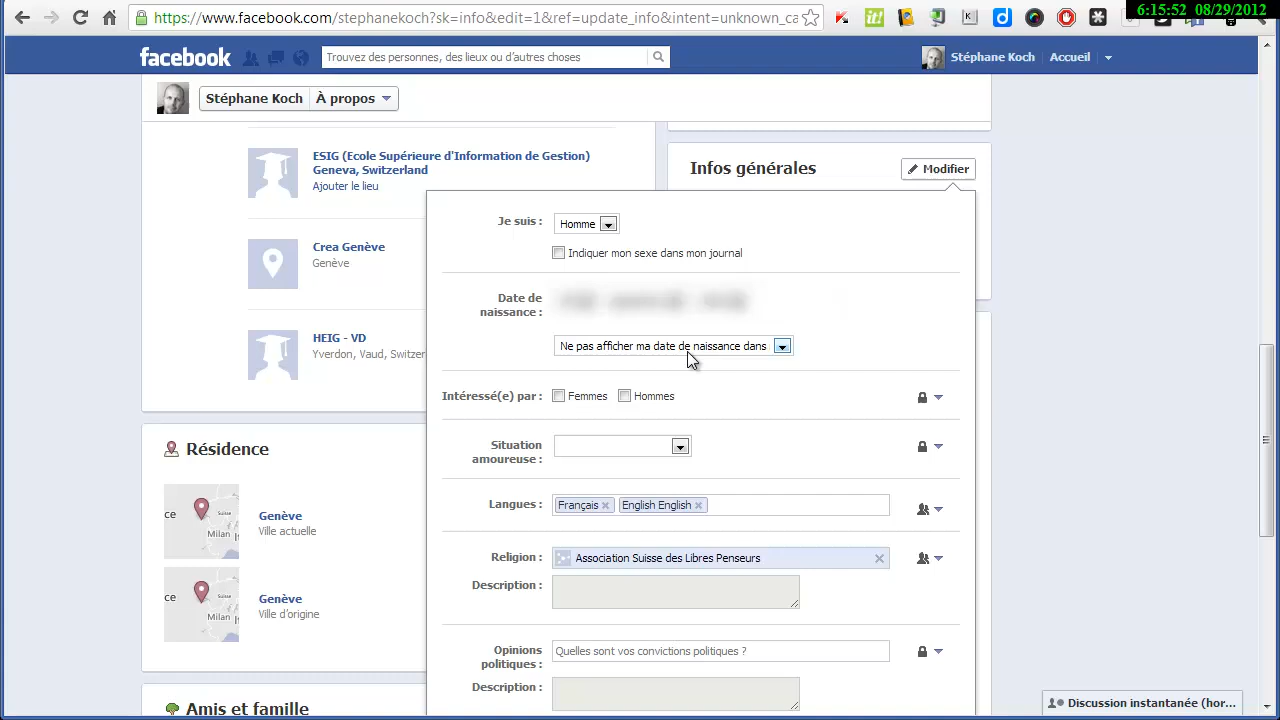 https://www.facebook.com/stephanekoch?sk=info&edit=1&ref=update_info&intent=unknown_ca
6:15:52 08/29/2012
facebook
Trouvez des personnes, des lieux ou d'autres choses
Stéphane Koch
Accueil
Stéphane Koch
À propos
ESIG (Ecole Supérieure d'Information de Gestion)
Geneva, Switzerland
Ajouter le lieu
Crea Genève
Genève
HEIG - VD
Yverdon, Vaud, Switzer
Résidence
Genève
Ville actuelle
Genève
Ville d'origine
Amis et famille
Infos générales
Modifier
Je suis :
Homme
Indiquer mon sexe dans mon journal
Date de
naissance :
Ne pas afficher ma date de naissance dans
Intéressé(e) par :
Femmes
Hommes
Situation
amoureuse :
Langues :
Français
English English
Religion :
Association Suisse des Libres Penseurs
Description :
Opinions
politiques :
Quelles sont vos convictions politiques ?
Description :
Discussion instantanée (hor...